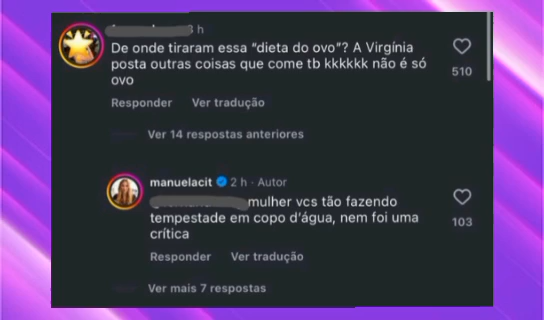 h
De onde tiraram essa "dieta do ovo"? A Virgínia
posta outras coisas que come tb kkkkkk não é só
ovo
510
Responder Ver tradução
Ver 14 respostas anteriores
manuelacit 2 h · Autor
mulher vcs tão fazendo
tempestade em copo d'água, nem foi uma
crítica
103
Responder Ver tradução
Ver mais 7 respostas